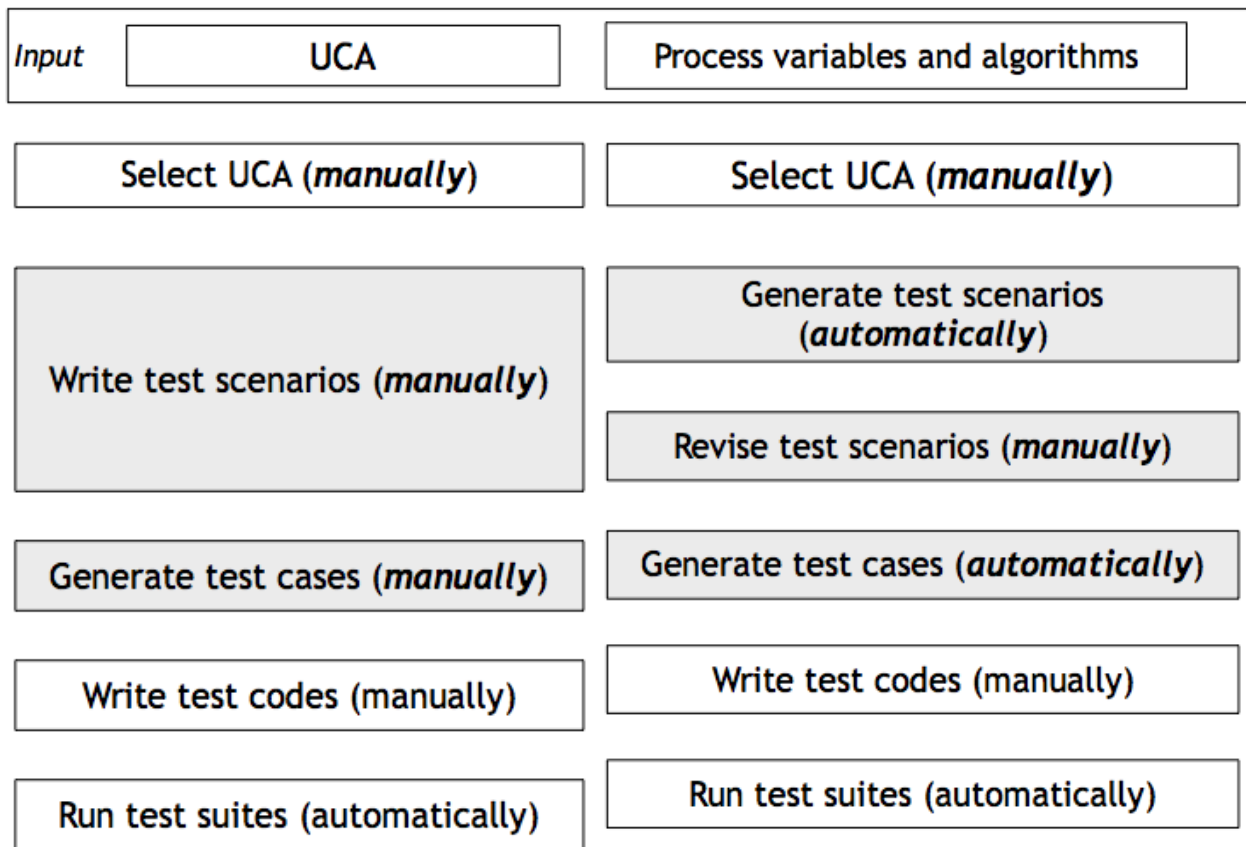 Input
UCA
Process variables and algorithms
Select UCA (manually)
Select UCA (manually)
Write test scenarios (manually)
Generate test scenarios
(automatically)
Revise test scenarios (manually)
Generate test cases (manually)
Generate test cases (automatically)
Write test codes (manually)
Write test codes (manually)
Run test suites (automatically)
Run test suites (automatically)